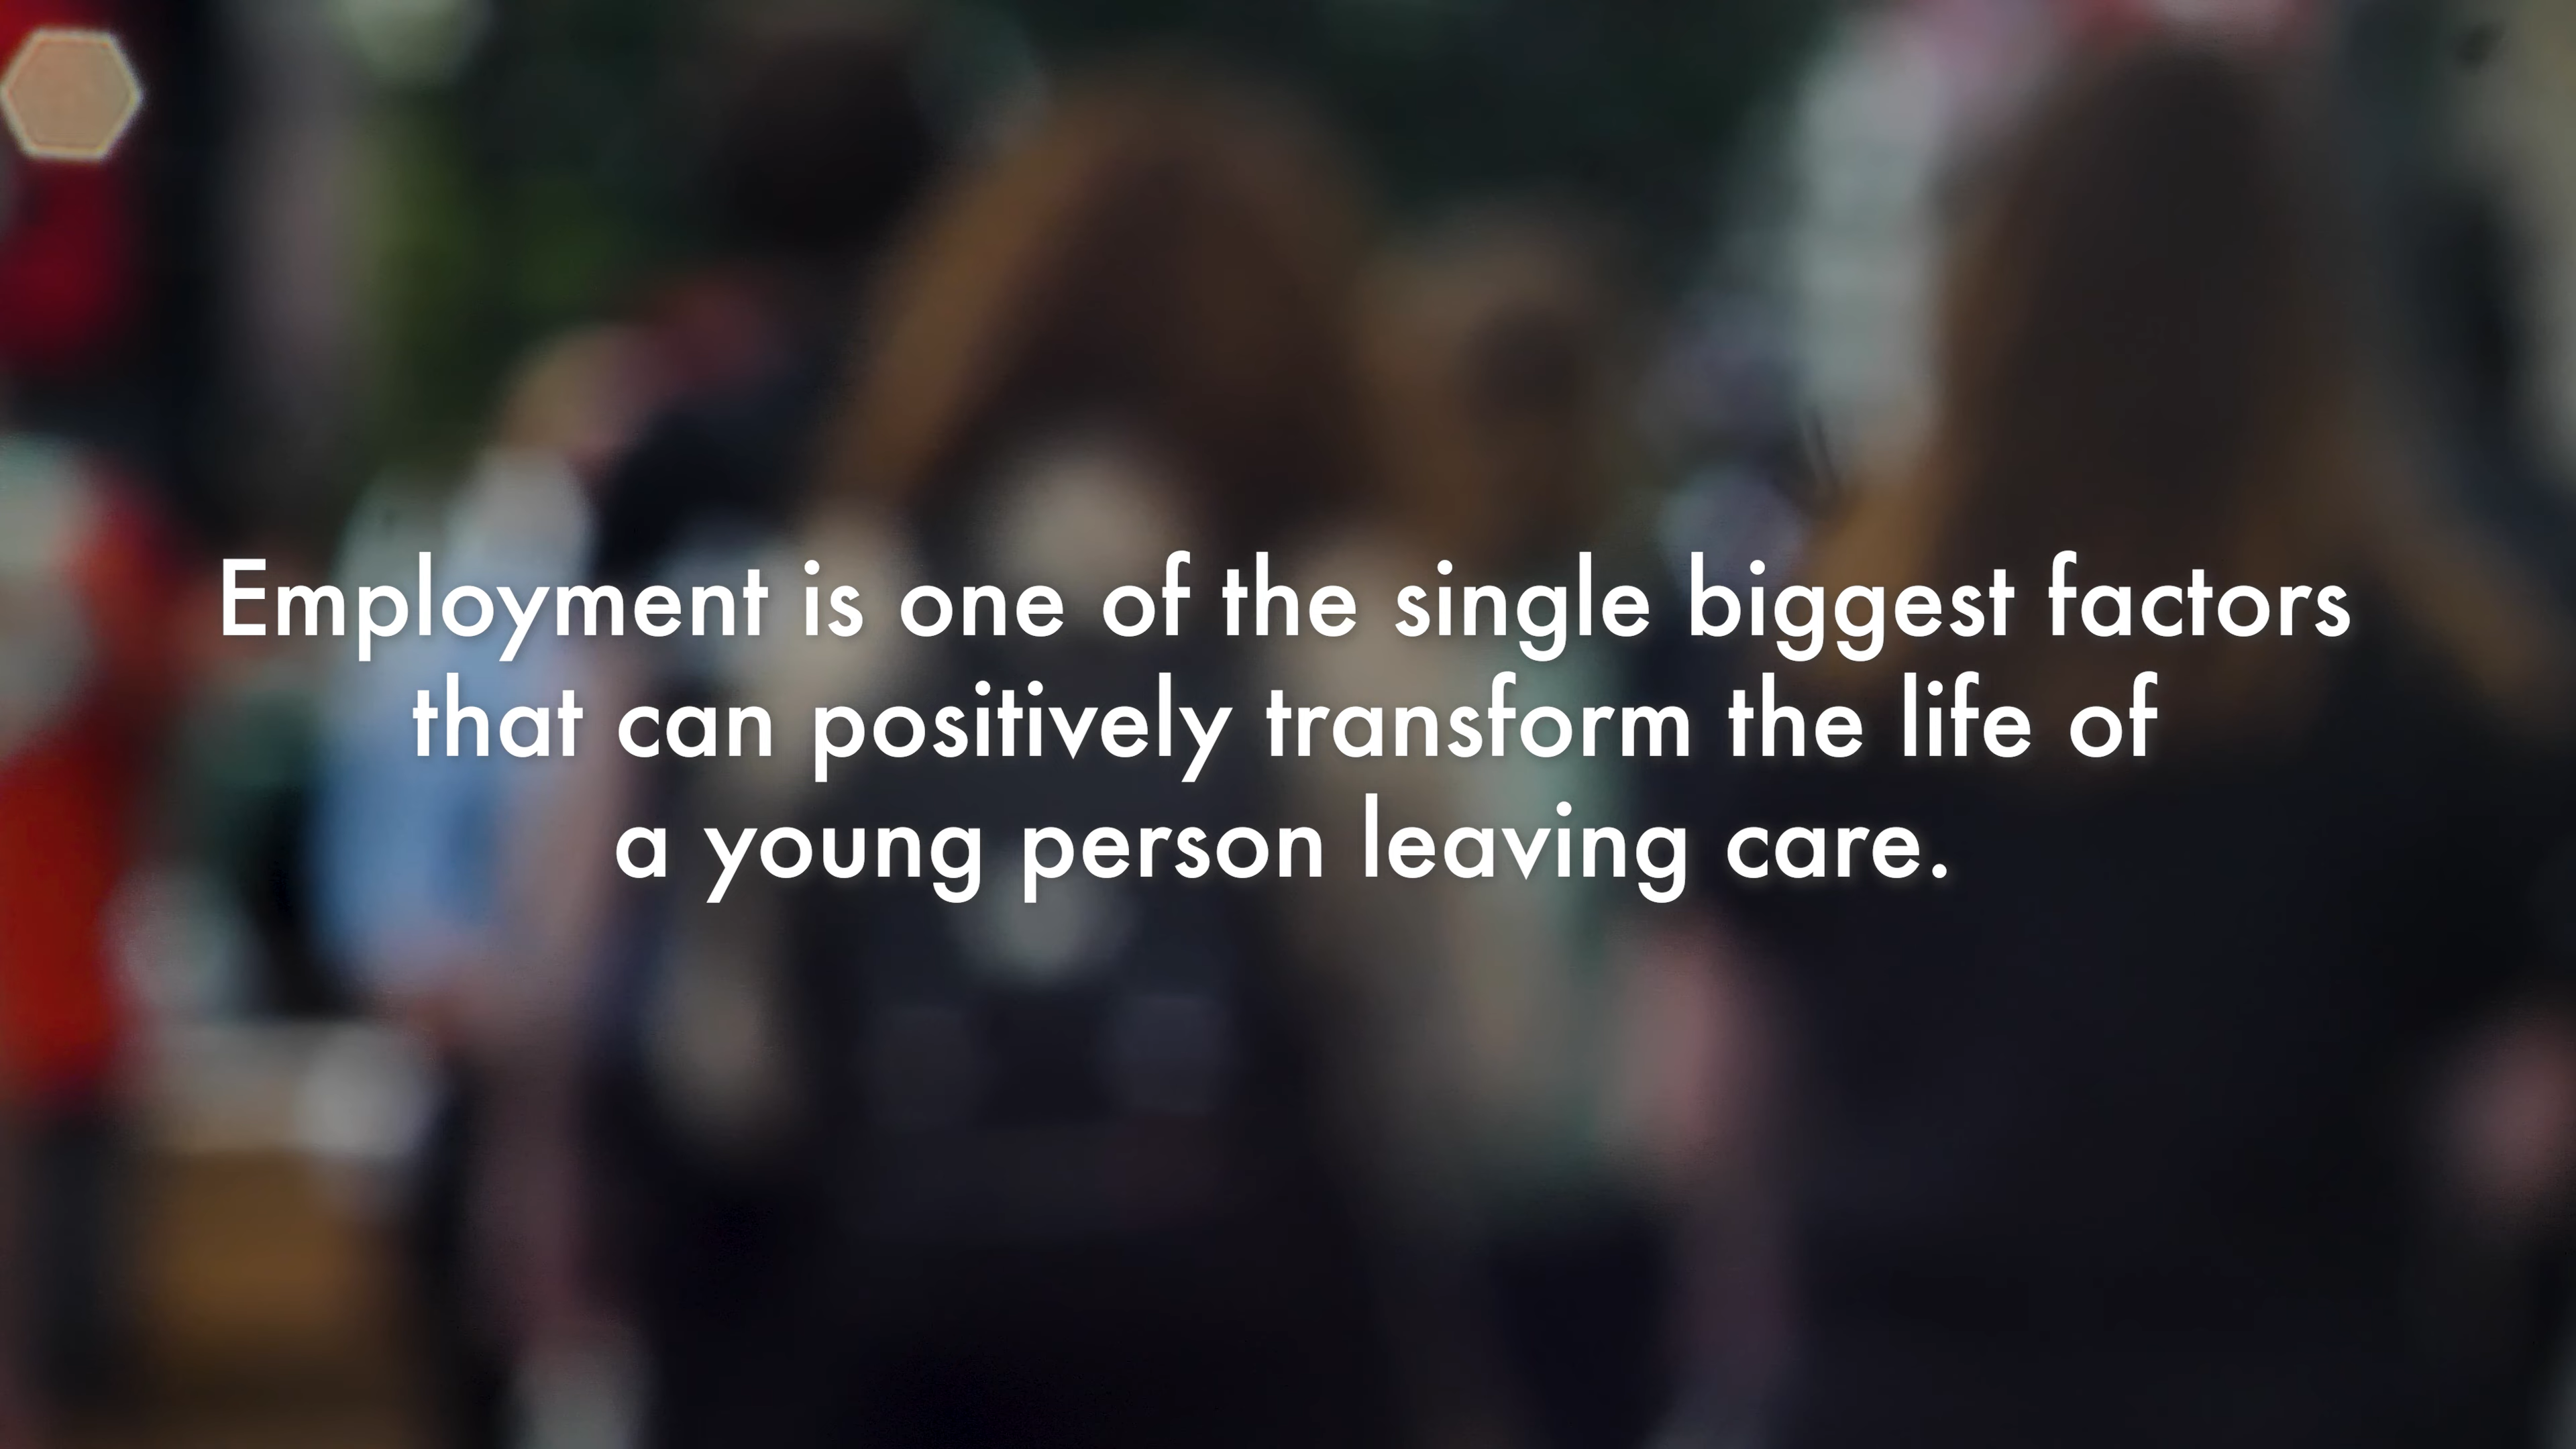 Employment is one of the single biggest factors
that can positively transform the life of
a young person leaving care.